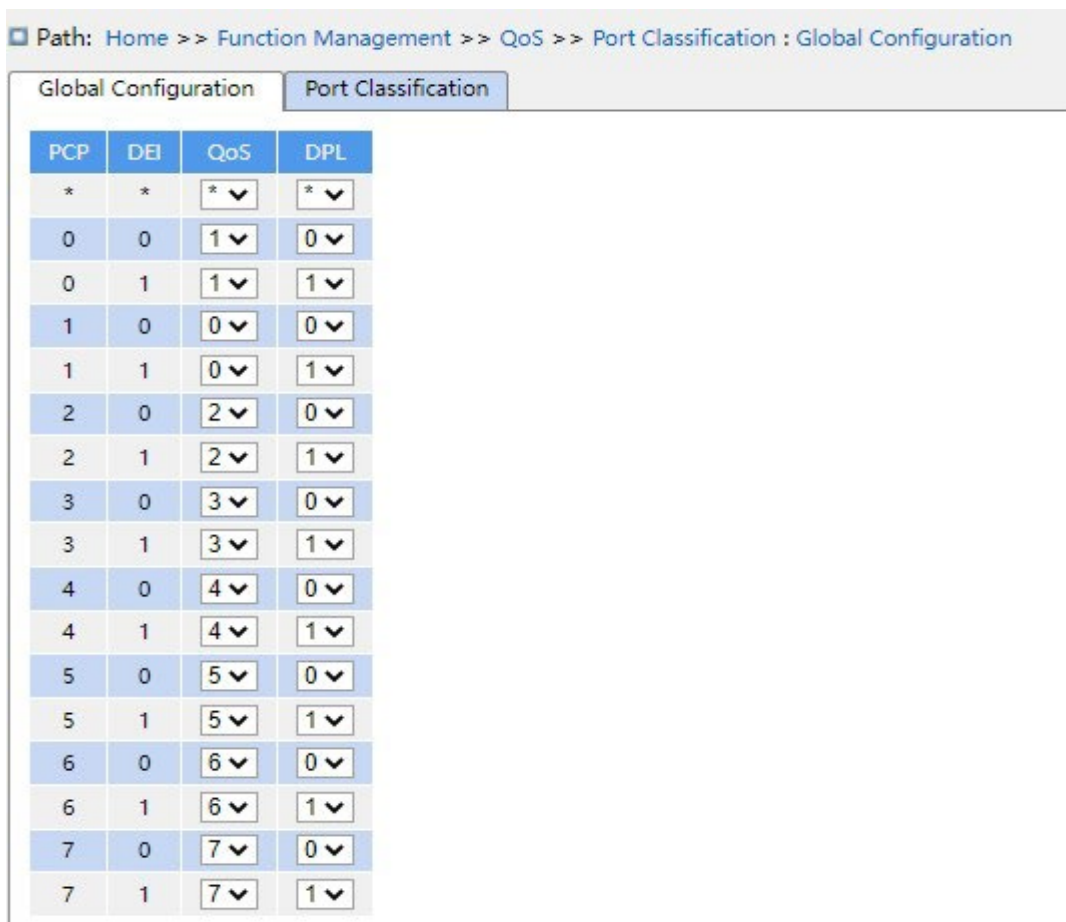 Path: Home >> Function Management >> QoS >> Port Classification : Global Configuration
Global Configuration Port Classification
PCP DEI QoS DPL
* * * *
0 0 1 0
0 1 1 1
1 0 0 0
1 1 0 1
2 0 2 0
2 1 2 1
3 0 3 0
3 1 3 1
4 0 4 0
4 1 4 1
5 0 5 0
5 1 5 1
6 0 6 0
6 1 6 1
7 0 7 0
7 1 7 1